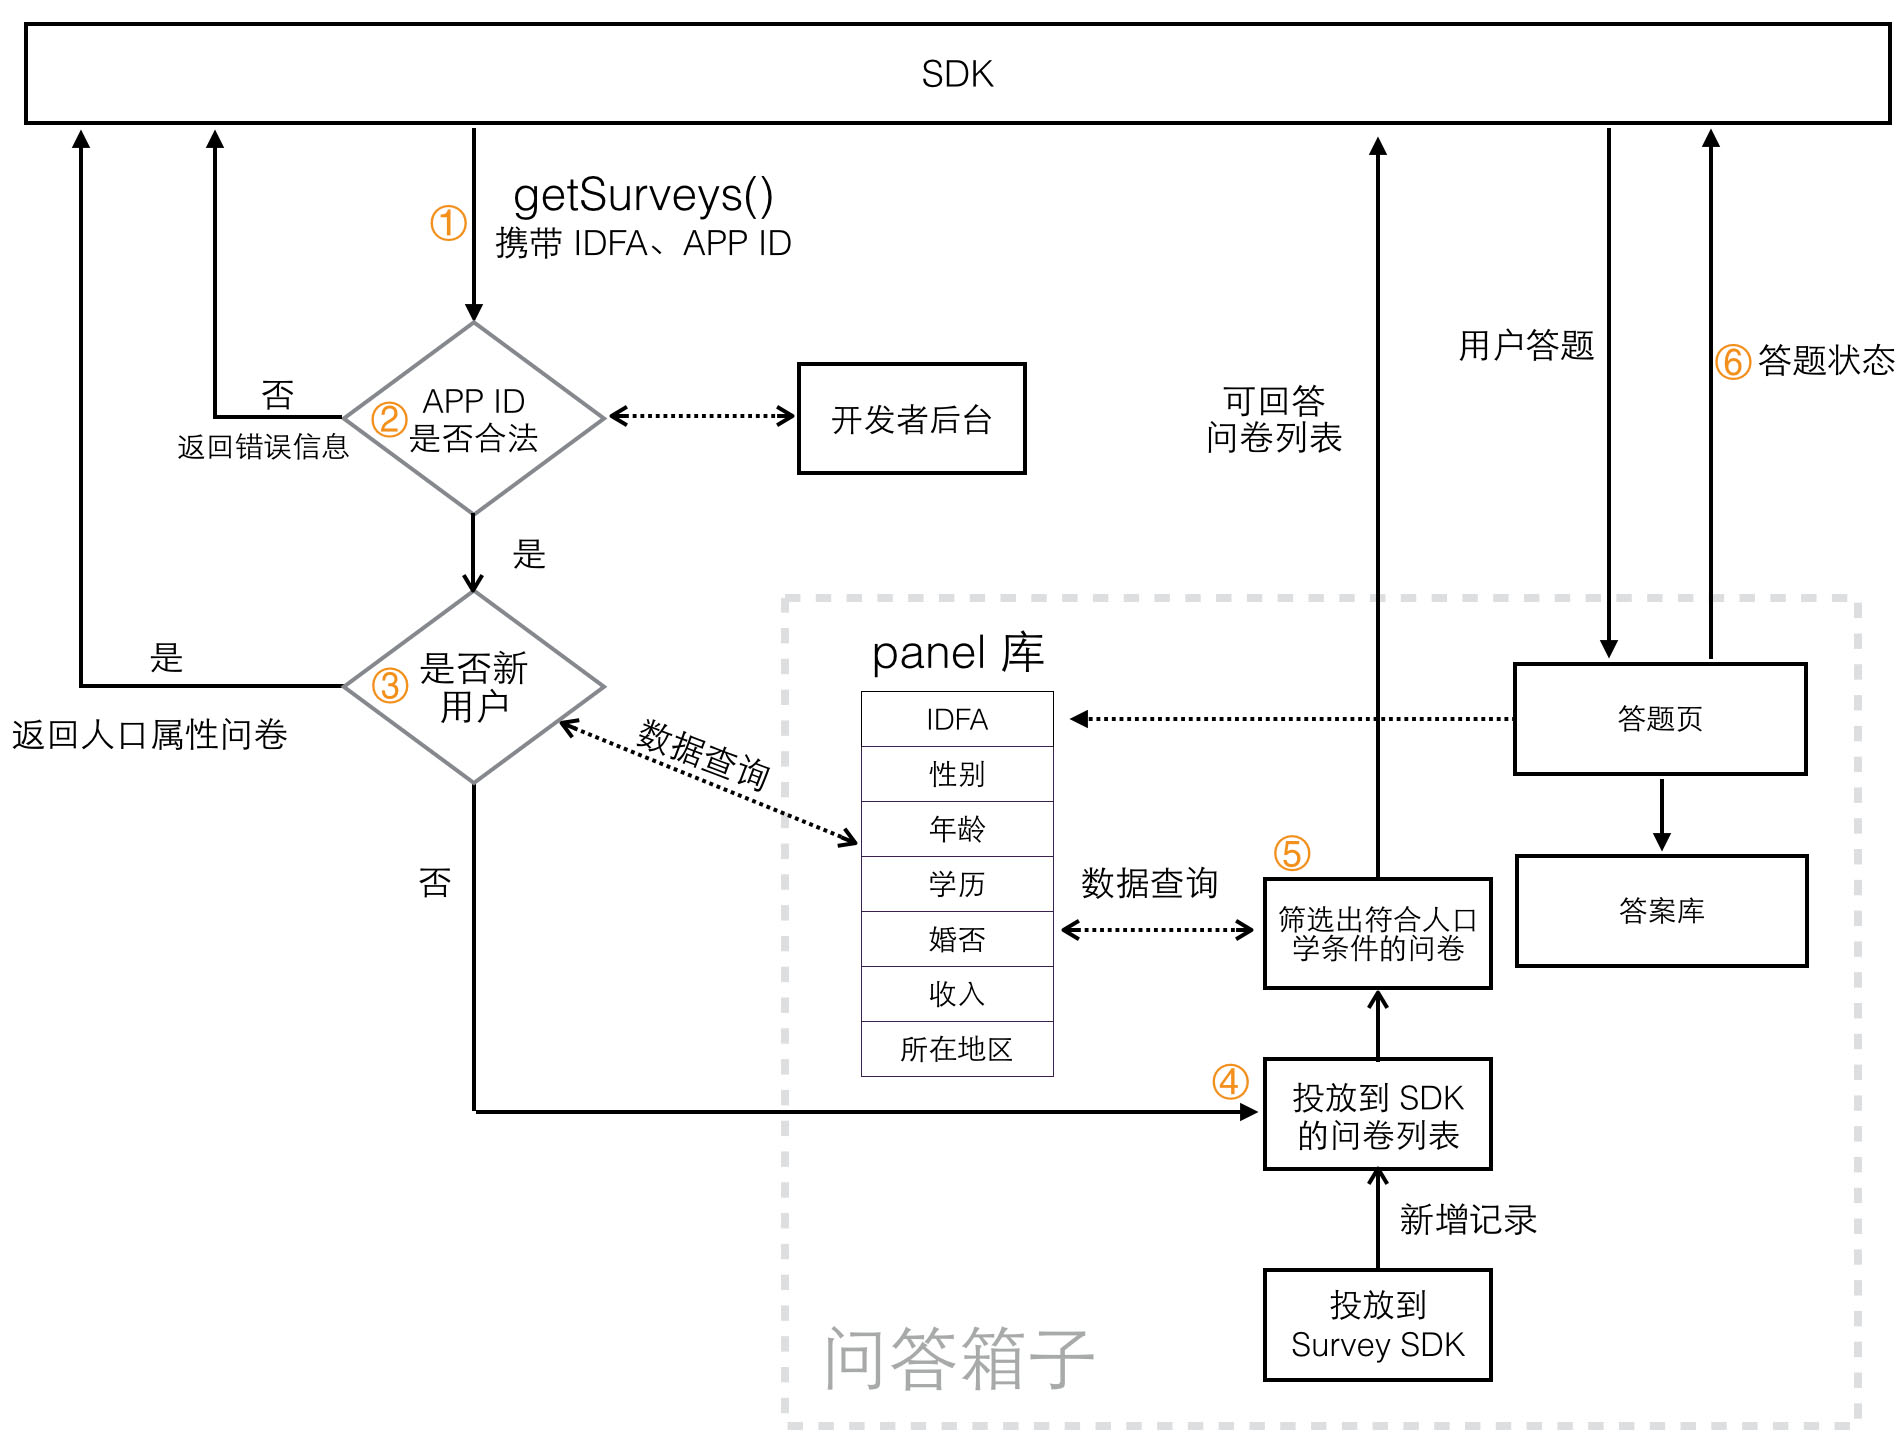 SDK
getSurveys()
携带 IDFA、APP ID
①
否
返回错误信息
②
APP ID
是否合法
开发者后台
可回答
问卷列表
用户答题
⑥ 答题状态
是
是
返回人口属性问卷
③
是否新
用户
数据查询
否
panel 库
IDFA
性别
年龄
学历
婚否
收入
所在地区
答题页
答案库
数据查询
⑤
筛选出符合人口
学条件的问卷
④
投放到 SDK
的问卷列表
新增记录
投放到
Survey SDK
问答箱子